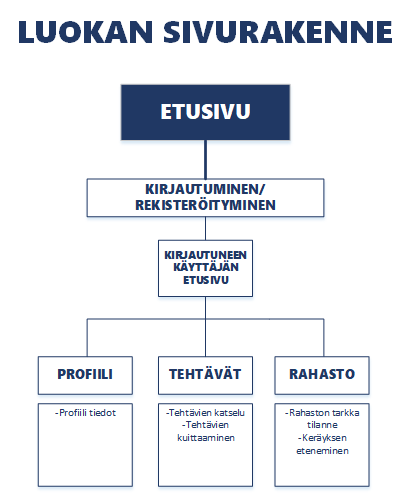 LUOKAN SIVURAKENNE
ETUSIVU
KIRJAUTUMINEN/
REKISTERÖITYMINEN
KIRJAUTUNEEN
KÄYTTÄJÄN
ETUSIVU
PROFIILI
TEHTÄVÄT
RAHASTO
-Profiili tiedot
-Tehtävien katselu
-Tehtävien
kuittaaminen
-Rahaston tarkka
tilanne
-Keräyksen
eteneminen